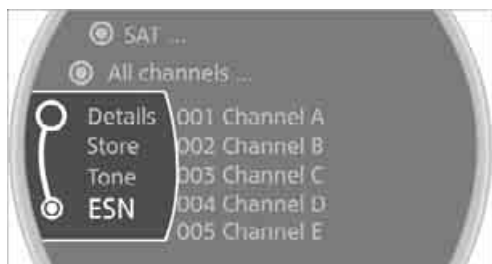 SAT ...
All channels ...
Details 001 Channel A
Store 002 Channel B
Tone 003 Channel C
ESN 004 Channel D
005 Channel E